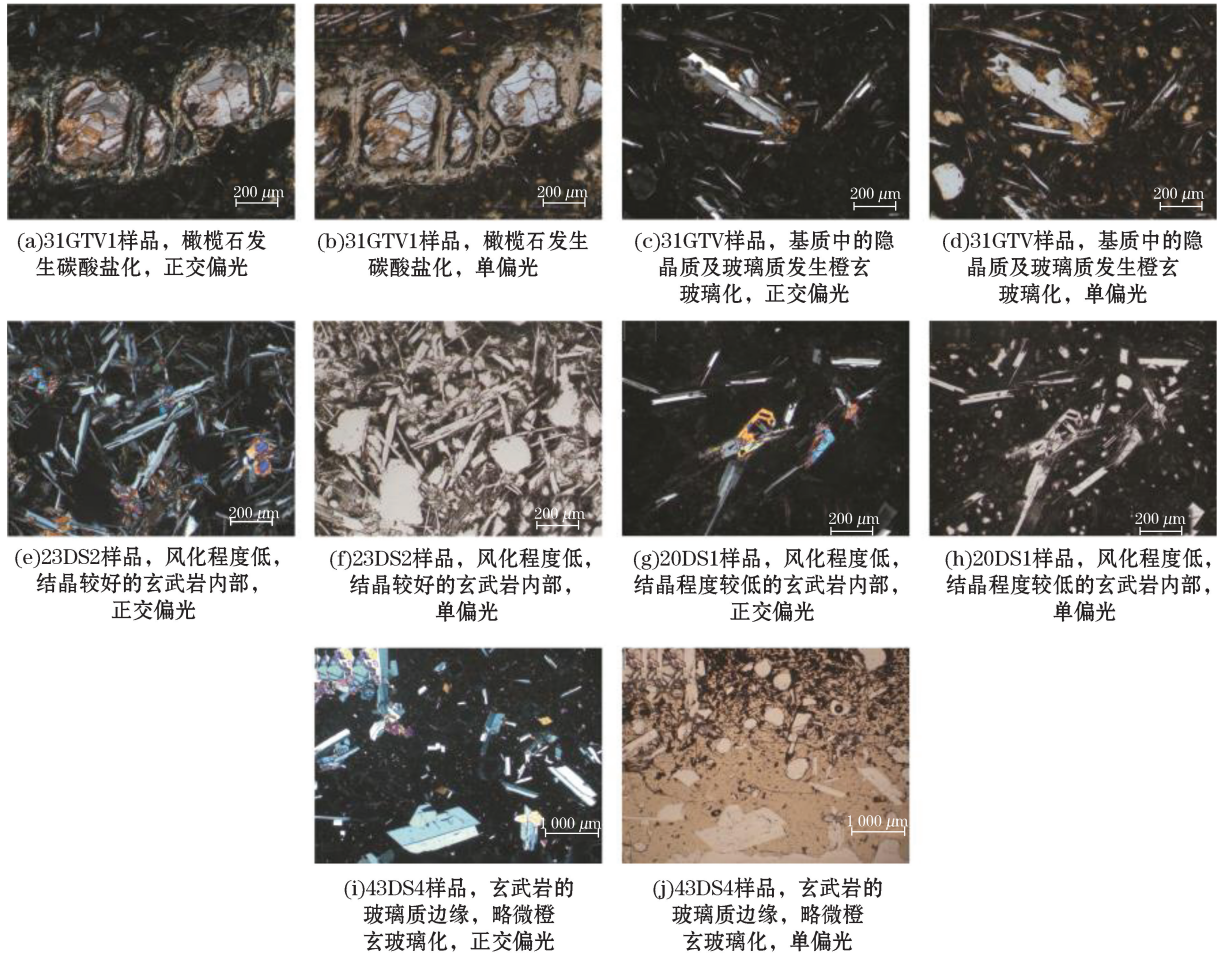 200 μm
200 μm
200 μm
200 μm
(a)31GTV1样品，橄榄石发
生碳酸盐化，正交偏光
(b)31GTV1样品，橄榄石发生
碳酸盐化，单偏光
(c)31GTV样品，基质中的隐
晶质及玻璃质发生橙玄
玻璃化，正交偏光
(d)31GTV样品，基质中的隐
晶质及玻璃质发生橙玄
玻璃化，单偏光
200 μm
200 μm
200 μm
200 μm
(e)23DS2样品，风化程度低，
结晶较好的玄武岩内部，
正交偏光
(f)23DS2样品，风化程度低，
结晶较好的玄武岩内部，
单偏光
(g)20DS1样品，风化程度低，
结晶程度较低的玄武岩内部，
正交偏光
(h)20DS1样品，风化程度低，
结晶程度较低的玄武岩内部，
单偏光
1 000 μm
1 000 μm
(i)43DS4样品，玄武岩的
玻璃质边缘，略微橙
玄玻璃化，正交偏光
(j)43DS4样品，玄武岩的
玻璃质边缘，略微橙
玄玻璃化，单偏光